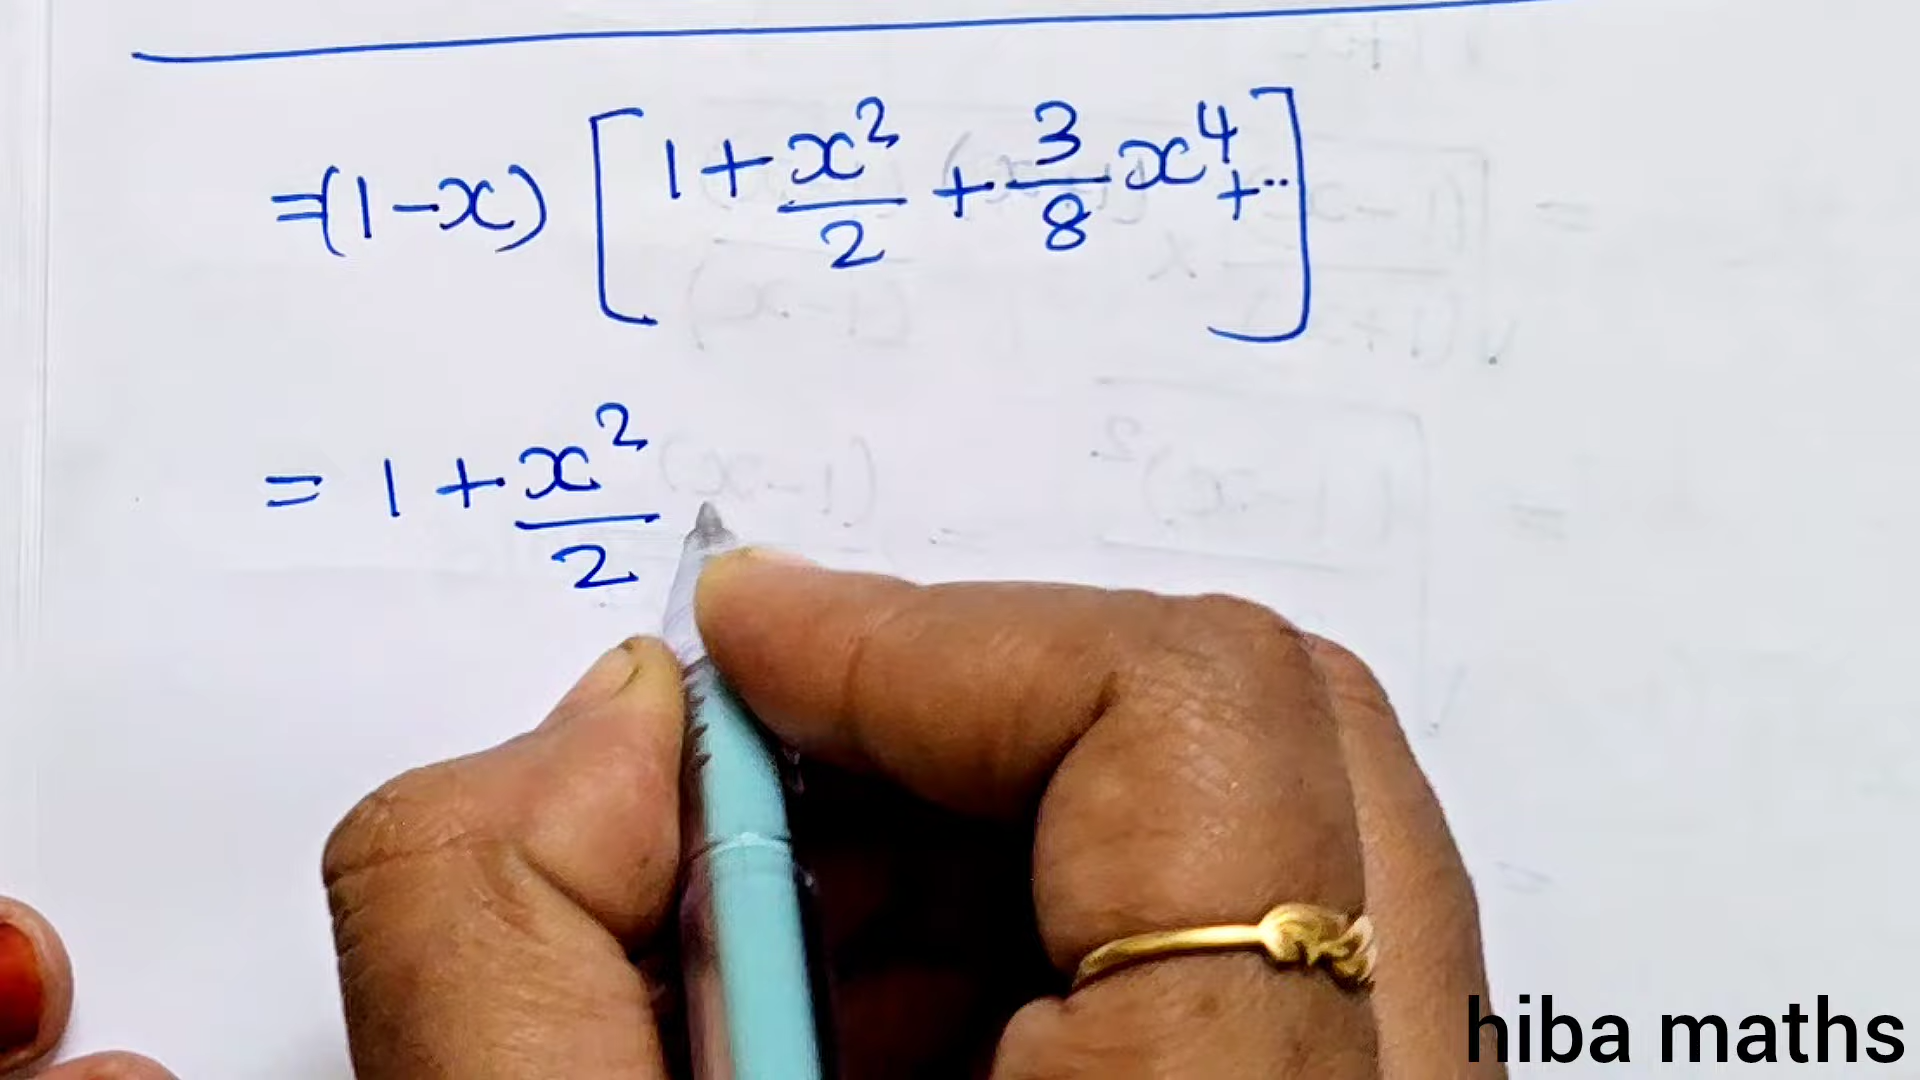 =(1-x) [1+x²/2+3/8x⁴+..]
= 1+x²/2
hiba maths